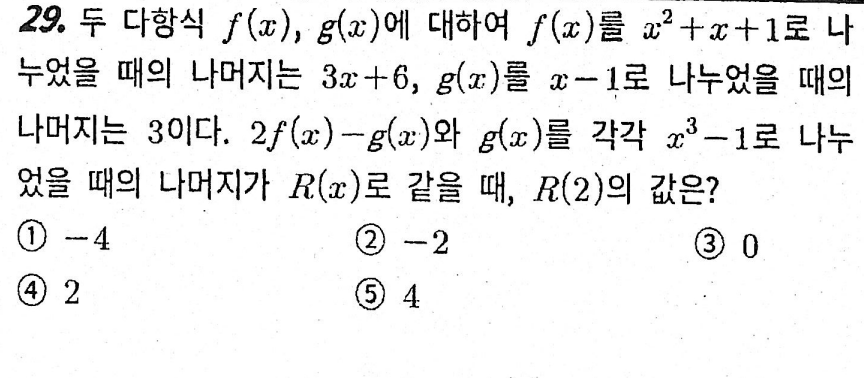 29. 두 다항식 f(x), g(x)에 대하여 f(x)를 x²+x+1로 나
누었을 때의 나머지는 3x+6, g(x)를 x-1로 나누었을 때의
나머지는 3이다. 2f(x)-g(x)와 g(x)를 각각 x³-1로 나누
었을 때의 나머지가 R(x)로 같을 때, R(2)의 값은?
① -4 ② -2 ③ 0
④ 2 ⑤ 4